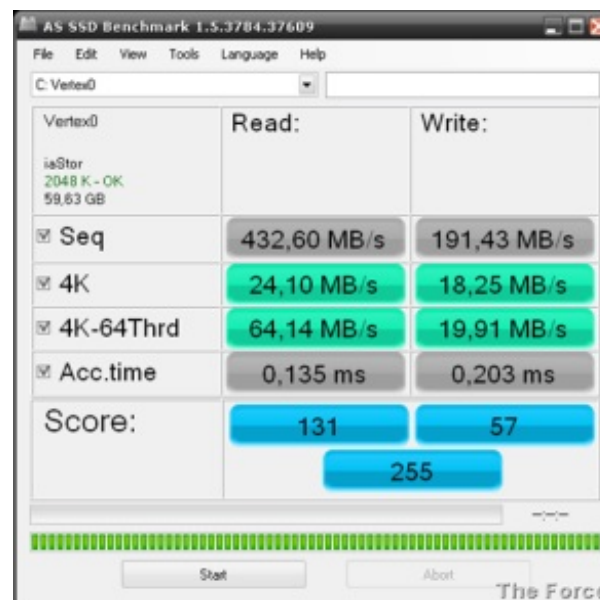 AS SSD Benchmark 1.5.3784.37609
File Edit View Tools Language Help
C: Vertex0
Vertex0
Read:
Write:
iaStor
2048 K - OK
59,63 GB
Seq 432,60 MB/s 191,43 MB/s
4K 24,10 MB/s 18,25 MB/s
4K-64Thrd 64,14 MB/s 19,91 MB/s
Acc.time 0,135 ms 0,203 ms
Score: 131 57
255
--:--:--
Start Abort
The Force